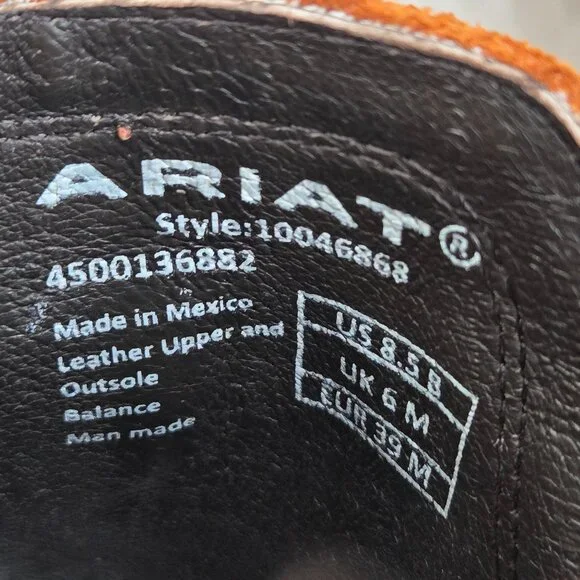 ARIAT®
Style:10046868
4500136882
Made in Mexico
Leather Upper and
Outsole
Balance
Man made
US 8.5 B
UK 6 M
EUR 39 M